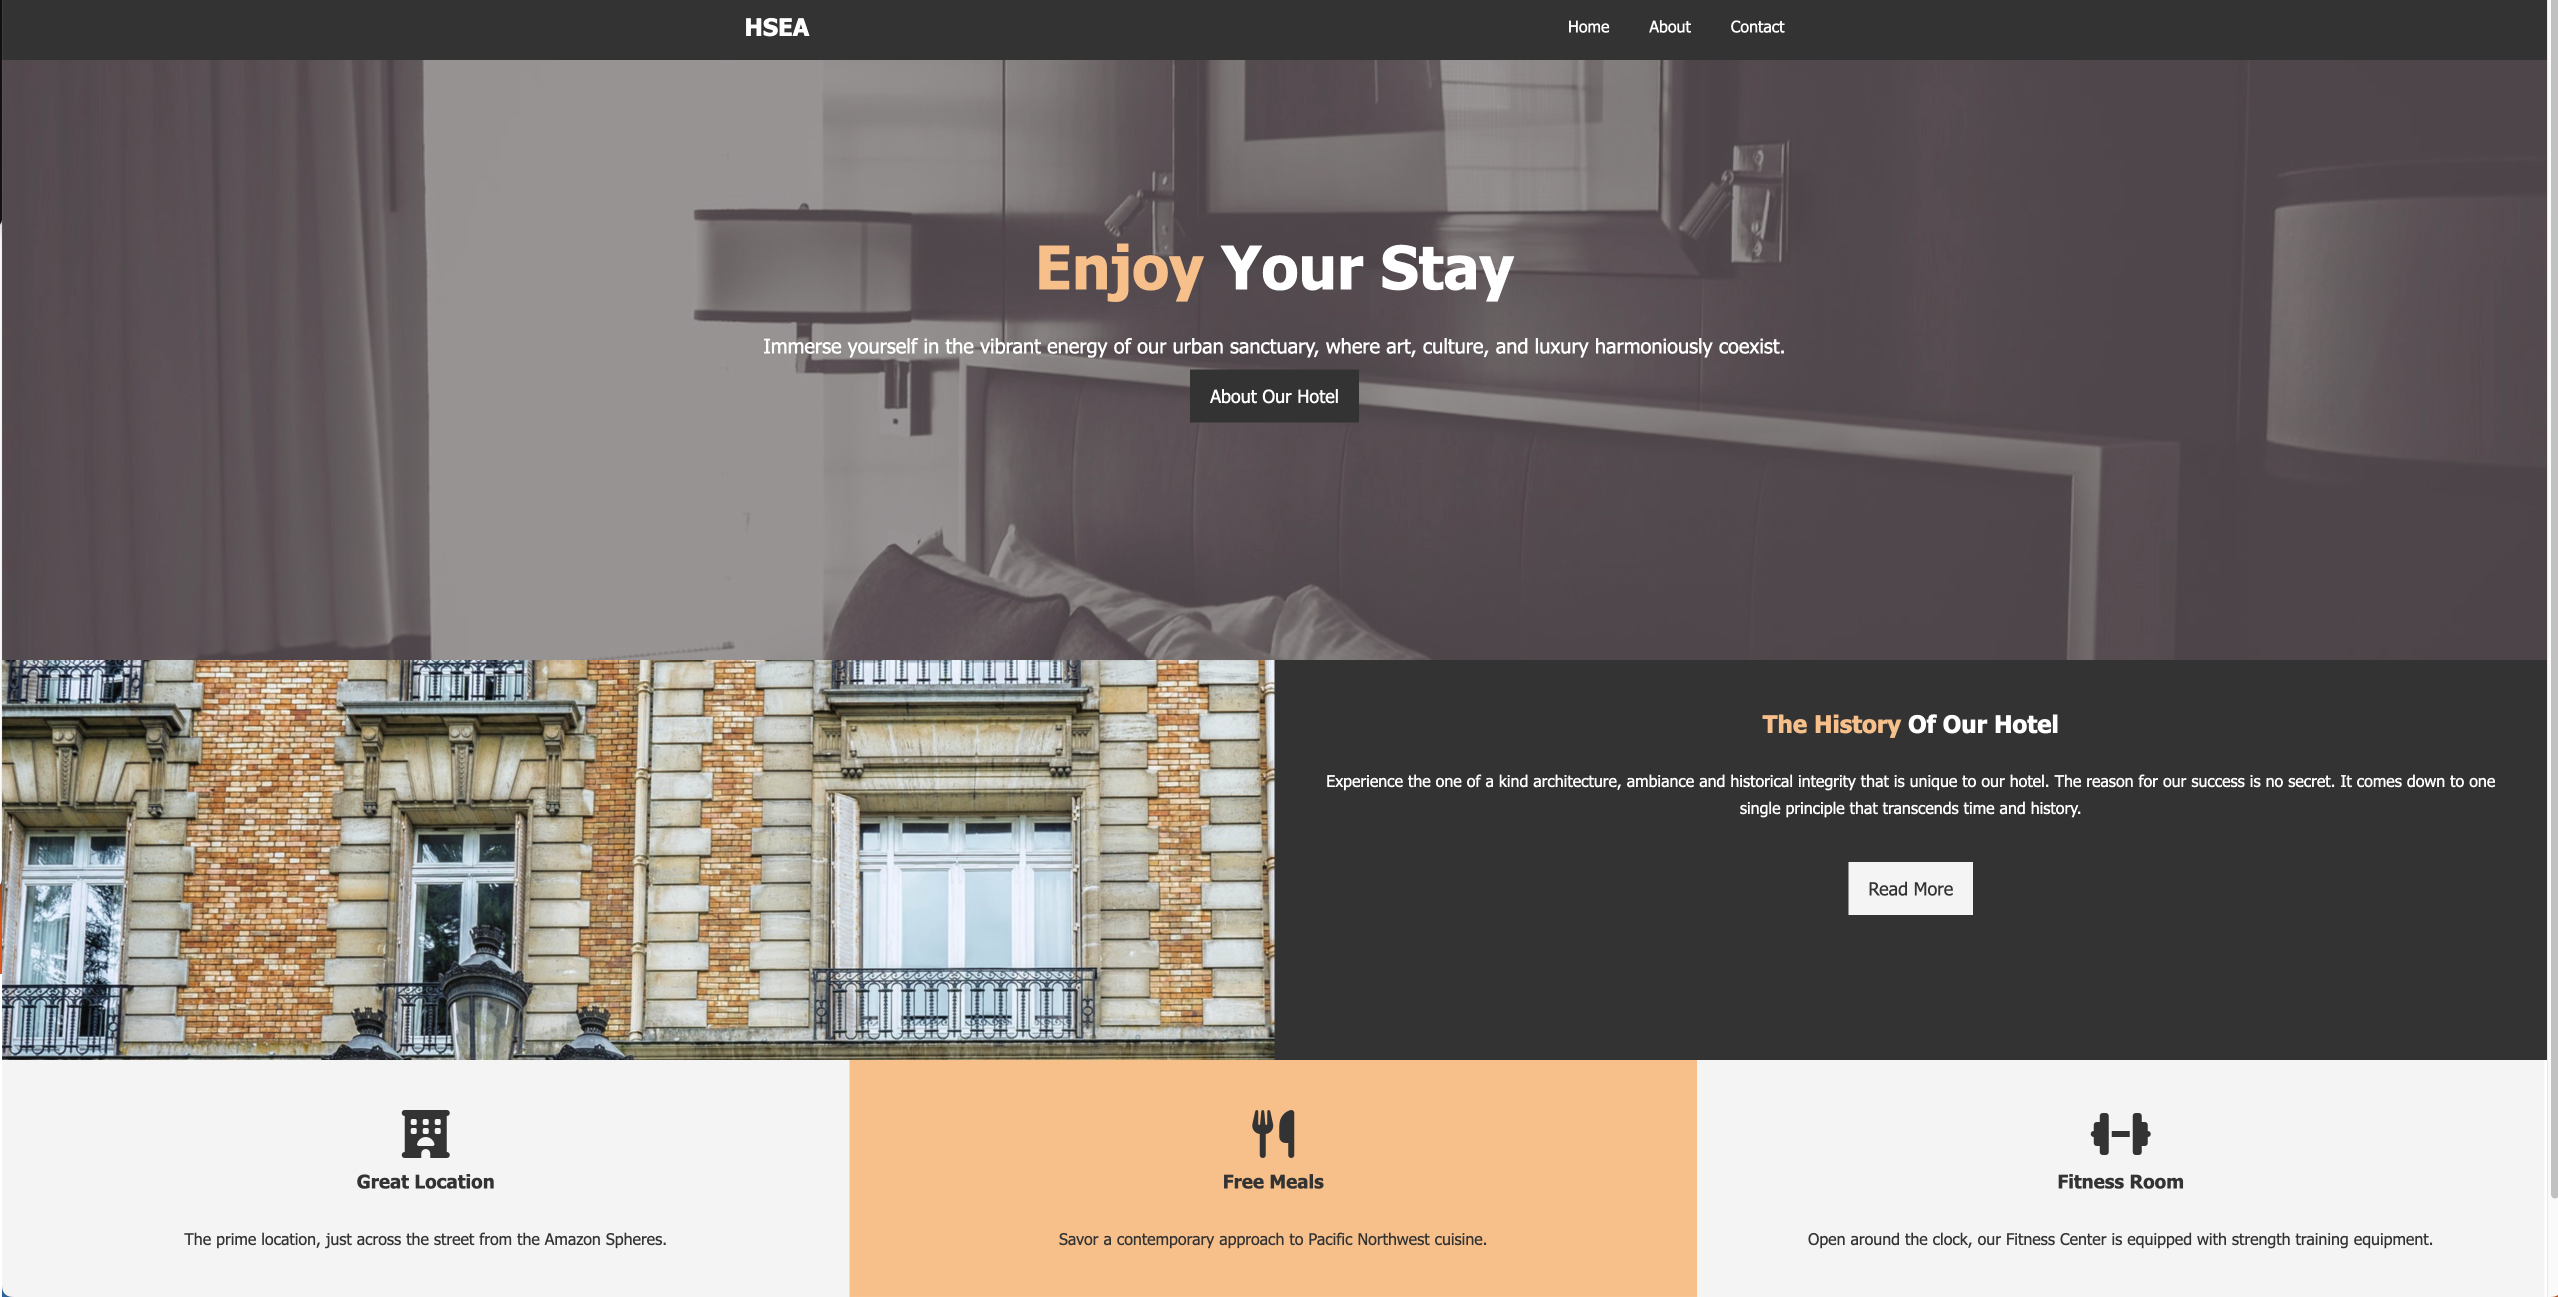 HSEA
Home About Contact
Enjoy Your Stay
Immerse yourself in the vibrant energy of our urban sanctuary, where art, culture, and luxury harmoniously coexist.
About Our Hotel
The History Of Our Hotel
Experience the one of a kind architecture, ambiance and historical integrity that is unique to our hotel. The reason for our success is no secret. It comes down to one
single principle that transcends time and history.
Read More
Great Location
The prime location, just across the street from the Amazon Spheres.
Free Meals
Savor a contemporary approach to Pacific Northwest cuisine.
Fitness Room
Open around the clock, our Fitness Center is equipped with strength training equipment.